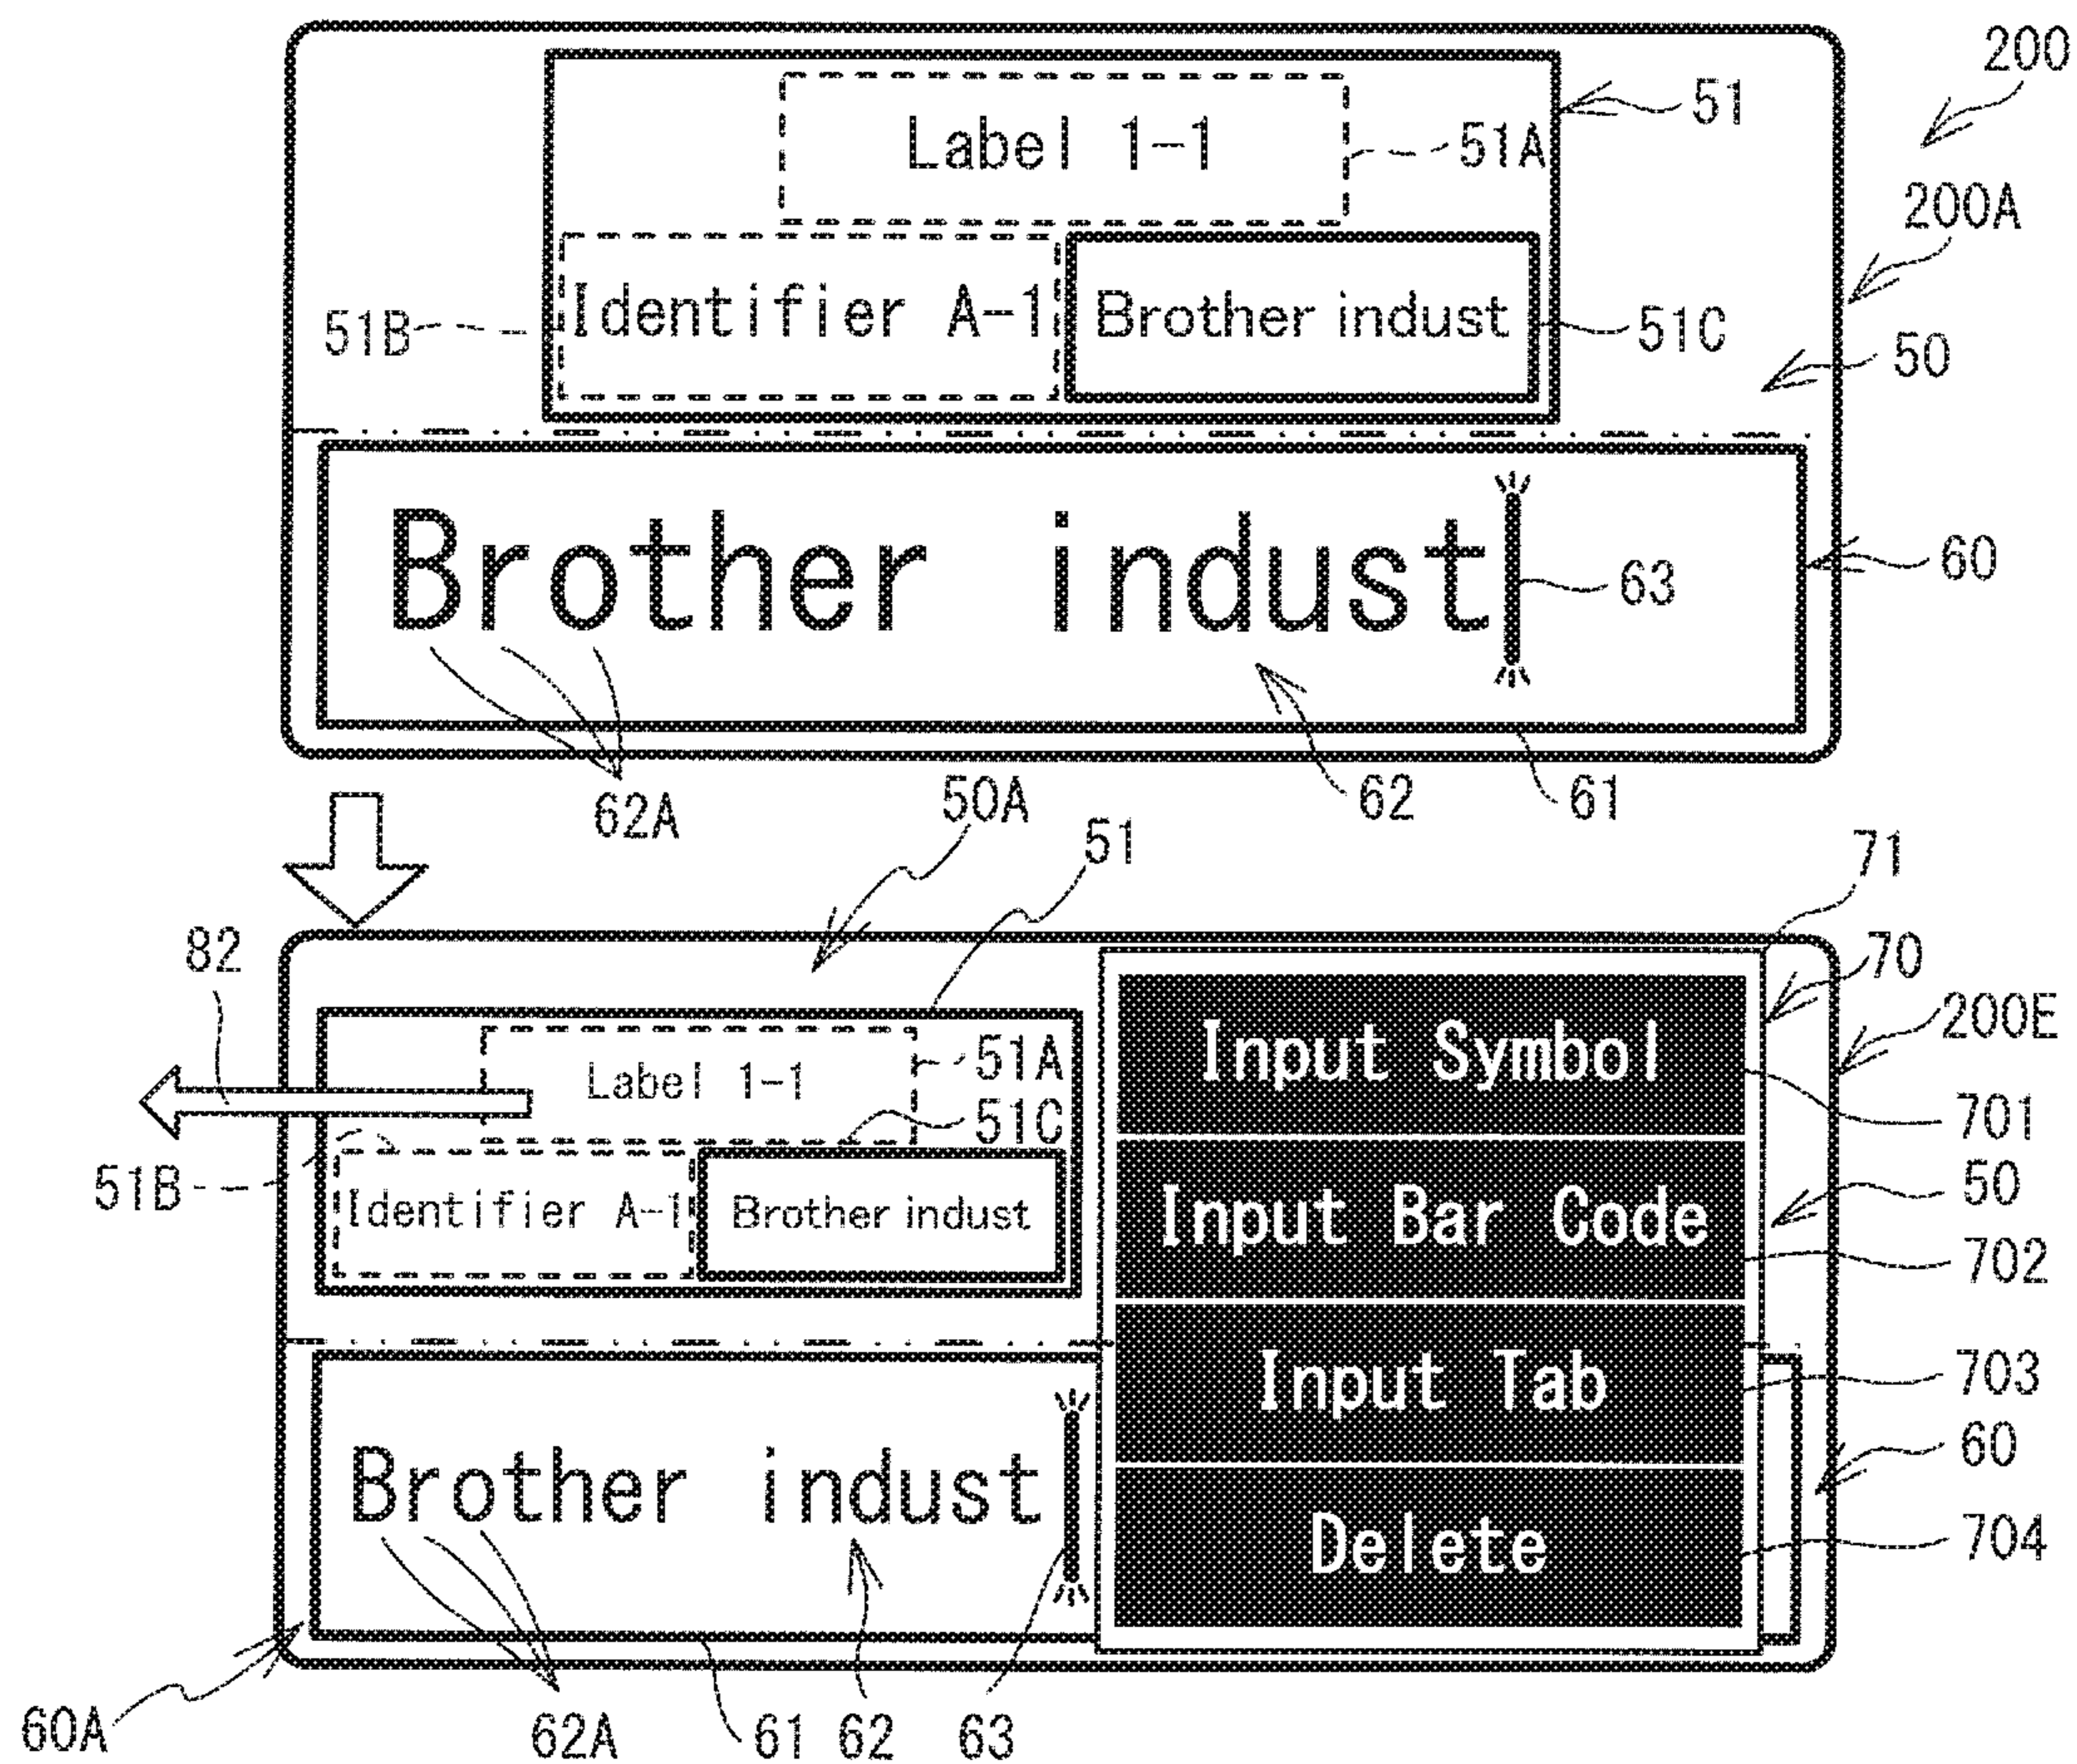 200
51
Label 1-1
51A
200A
Identifier A-1
Brother indust
51B
51C
50
Brother indust
63
60
62A
62
61
50A
51
71
82
70
200E
Input Symbol
Label 1-1
51A
51C
701
51B
Identifier A-1
Brother indust
Input Bar Code
50
702
Input Tab
703
Brother indust
60
Delete
704
60A
62A
61
62
63